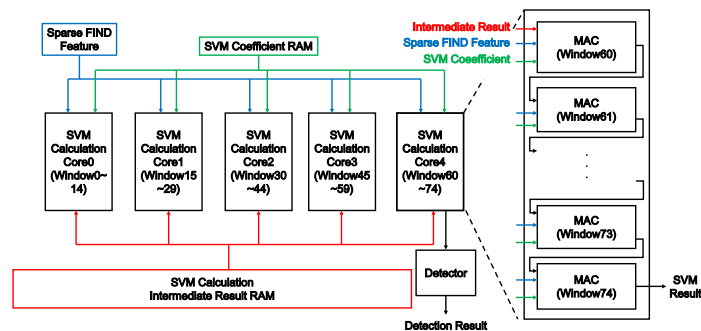 Sparse FIND
Feature
SVM Coefficient RAM
SVM
Calculation
Core0
(Window0~
14)
SVM
Calculation
Core1
(Window15
~29)
SVM
Calculation
Core2
(Window30
~44)
SVM
Calculation
Core3
(Window45
~59)
SVM
Calculation
Core4
(Window60
~74)
SVM Calculation
Intermediate Result RAM
Detector
Detection Result
Intermediate Result
Sparse FIND Feature
SVM Coeefficient
MAC
(Window60)
MAC
(Window61)
.
.
.
MAC
(Window73)
MAC
(Window74)
SVM
Result